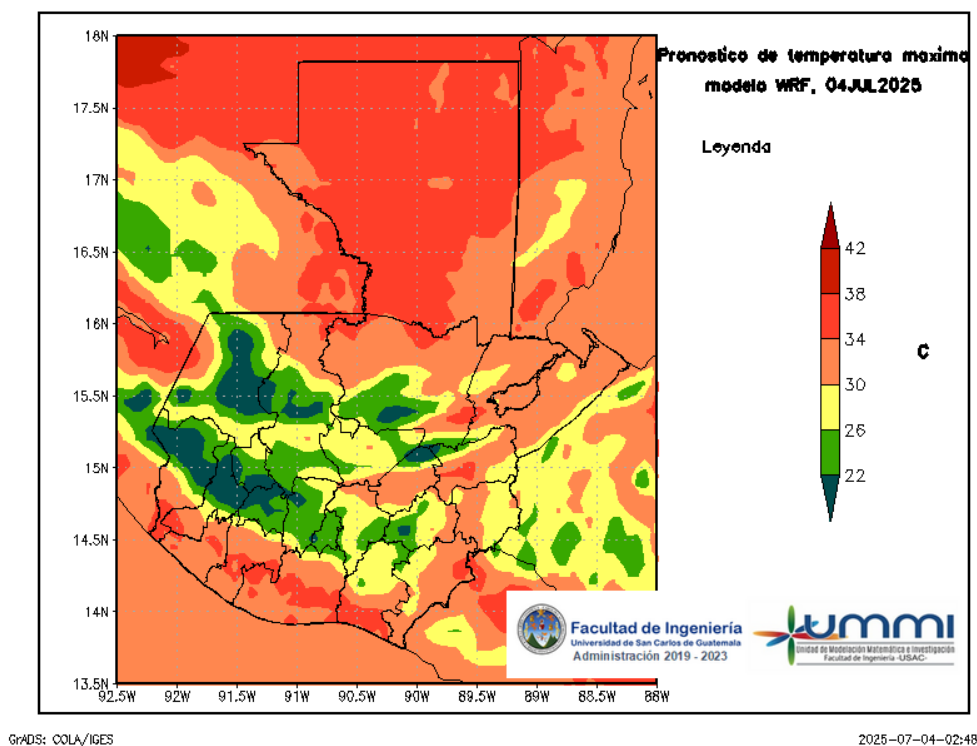 Pronostico de temperatura maxima
modelo WRF, 04JUL2025
Leyenda
42
38
34
30
26
22
C
18N
17.5N
17N
16.5N
16N
15.5N
15N
14.5N
14N
13.5N
92.5W 92W 91.5W 91W 90.5W 90W 89.5W 89W 88.5W 88W
Facultad de Ingeniería
Universidad de San Carlos de Guatemala
Administración 2019 - 2023
ummi
Unidad de Modelación Matemática e Investigación
Facultad de Ingeniería -USAC-
GrADS: COLA/IGES
2025-07-04-02:48